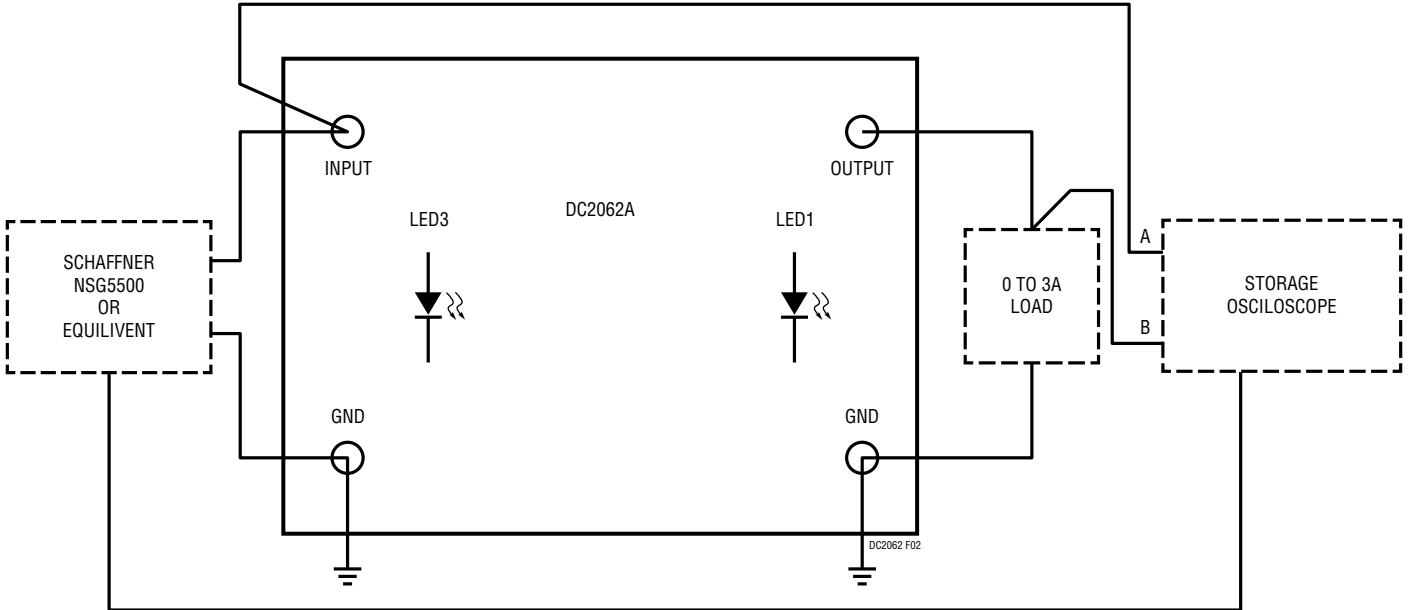 INPUT
OUTPUT
DC2062A
LED3
LED1
SCHAFFNER
NSG5500
OR
EQUILIVENT
A
0 TO 3A
LOAD
STORAGE
OSCILOSCOPE
B
GND
GND
DC2062 F02